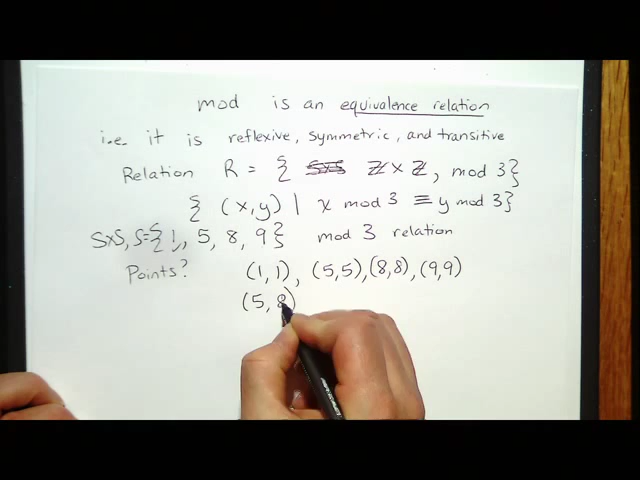 mod is an equivalence relation
i.e. it is reflexive, symmetric, and transitive
Relation R = { ℤ × ℤ, mod 3}
{ (x,y) | x mod 3 ≡ y mod 3}
SxS, S={ 1, 5, 8, 9 } mod 3 relation
Points? (1,1), (5,5),(8,8),(9,9)
(5,8)